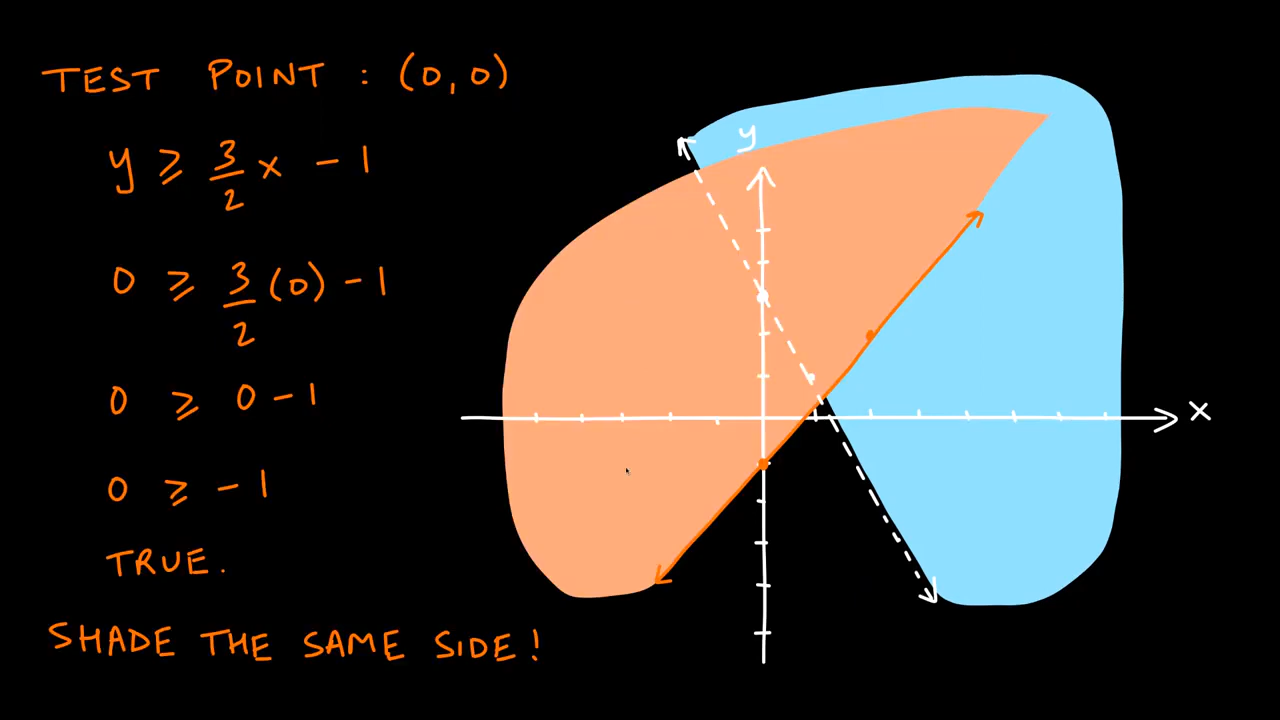 TEST POINT : (0,0)
y ⩾ 3/2 x - 1
0 ⩾ 3/2 (0) - 1
0 ⩾ 0 - 1
0 ⩾ - 1
TRUE.
SHADE THE SAME SIDE!
y
x